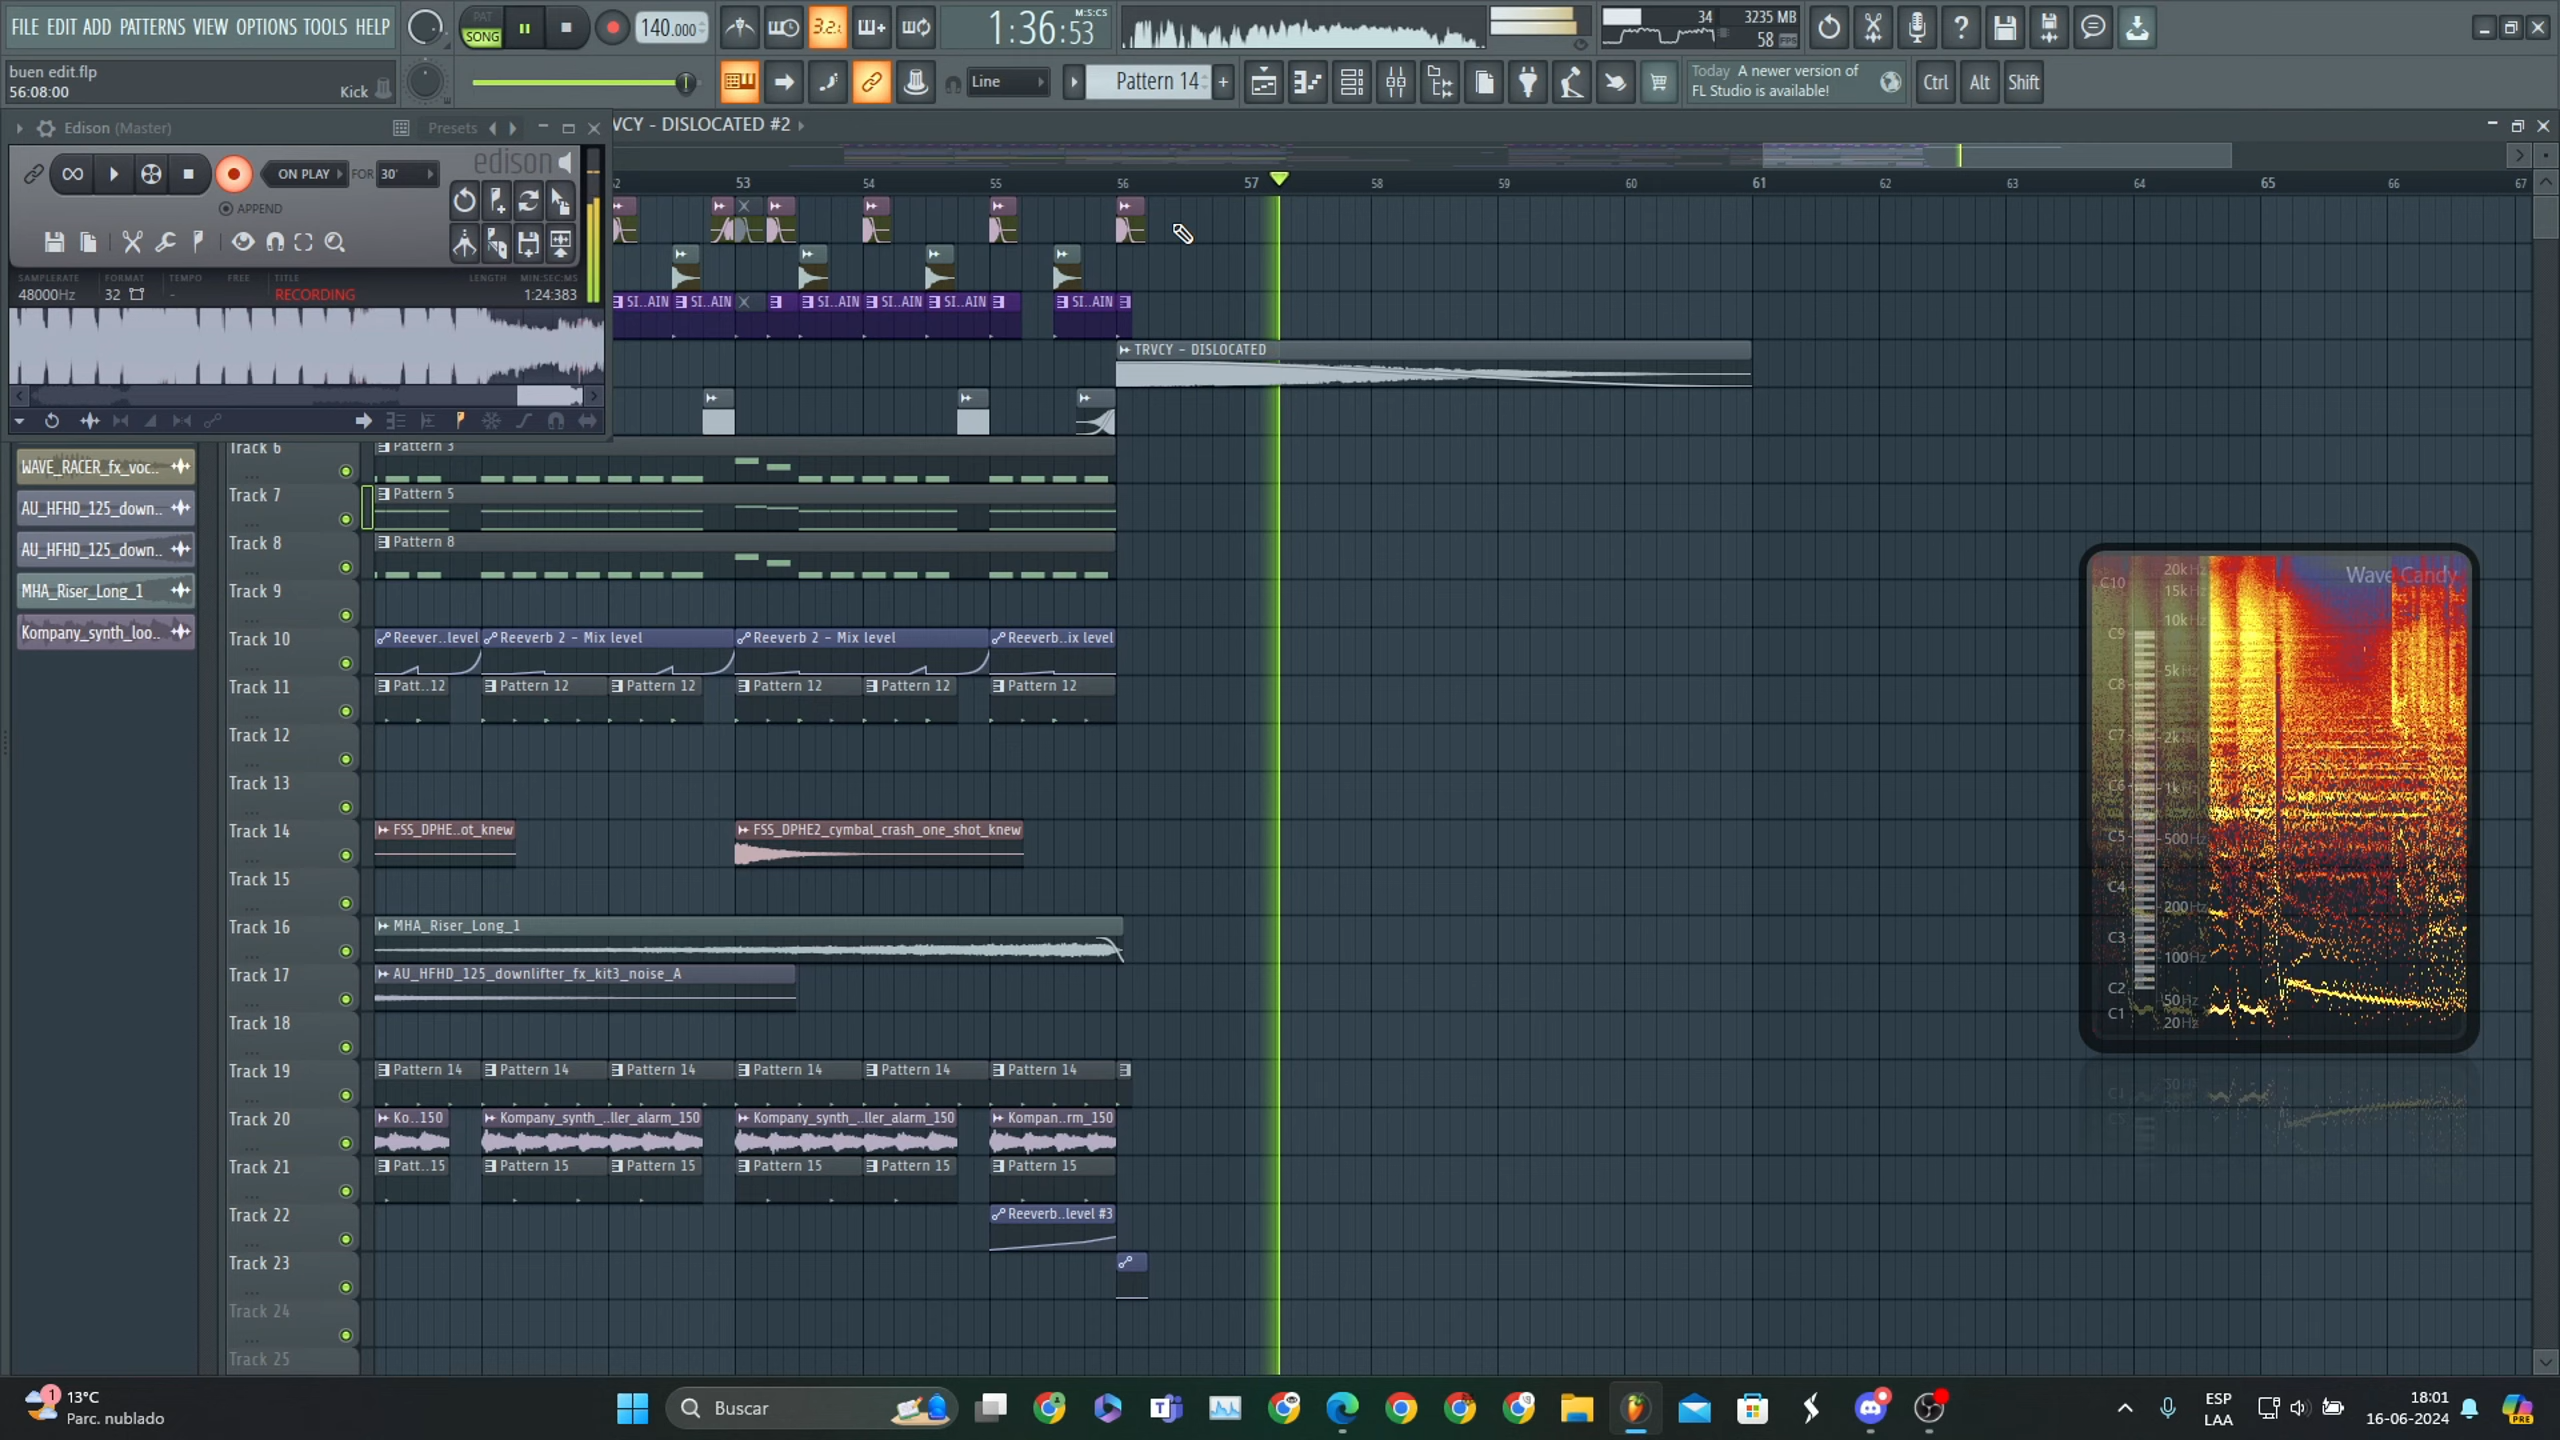 FILE EDIT ADD PATTERNS VIEW OPTIONS TOOLS HELP
PAT
SONG
140.000
3.2.
1:36:53
M:S:CS
34
3235 MB
58
buen edit.flp
56:08:00
Kick
Line
Pattern 14
+
Today A newer version of
FL Studio is available!
Ctrl
Alt
Shift
Edison (Master)
Presets
VCY - DISLOCATED #2
ON PLAY
FOR
30'
edison
APPEND
SAMPLERATE
FORMAT
TEMPO
FREE
TITLE
LENGTH
MIN:SEC:MS
48000Hz
32
-
RECORDING
1:24:383
53
54
55
56
57
58
59
60
61
62
63
64
65
66
67
SI..AIN
SI..AIN
SI..AIN
SI..AIN
SI..AIN
SI..AIN
TRVCY - DISLOCATED
WAVE_RACER_fx_voc..
AU_HFHD_125_down..
AU_HFHD_125_down..
MHA_Riser_Long_1
Kompany_synth_loo..
Track 6
Pattern 3
Track 7
Pattern 5
Track 8
Pattern 8
Track 9
Track 10
Reever..level
Reeverb 2 - Mix level
Reeverb 2 - Mix level
Reeverb..ix level
Track 11
Patt..12
Pattern 12
Pattern 12
Pattern 12
Pattern 12
Pattern 12
Track 12
Track 13
Track 14
FSS_DPHE..ot_knew
FSS_DPHE2_cymbal_crash_one_shot_knew
Track 15
Track 16
MHA_Riser_Long_1
Track 17
AU_HFHD_125_downlifter_fx_kit3_noise_A
Track 18
Track 19
Pattern 14
Pattern 14
Pattern 14
Pattern 14
Pattern 14
Pattern 14
Track 20
Ko..150
Kompany_synth_..ller_alarm_150
Kompany_synth_..ller_alarm_150
Kompan..rm_150
Track 21
Patt..15
Pattern 15
Pattern 15
Pattern 15
Pattern 15
Pattern 15
Track 22
Reeverb..level #3
Track 23
Track 24
Track 25
Wave Candy
C10
C9
C8
C7
C6
C5
C4
C3
C2
C1
20kHz
15kHz
10kHz
5kHz
2kHz
1kHz
500Hz
200Hz
100Hz
50Hz
20Hz
1
13°C
Parc. nublado
Buscar
ESP
LAA
18:01
16-06-2024
PRE